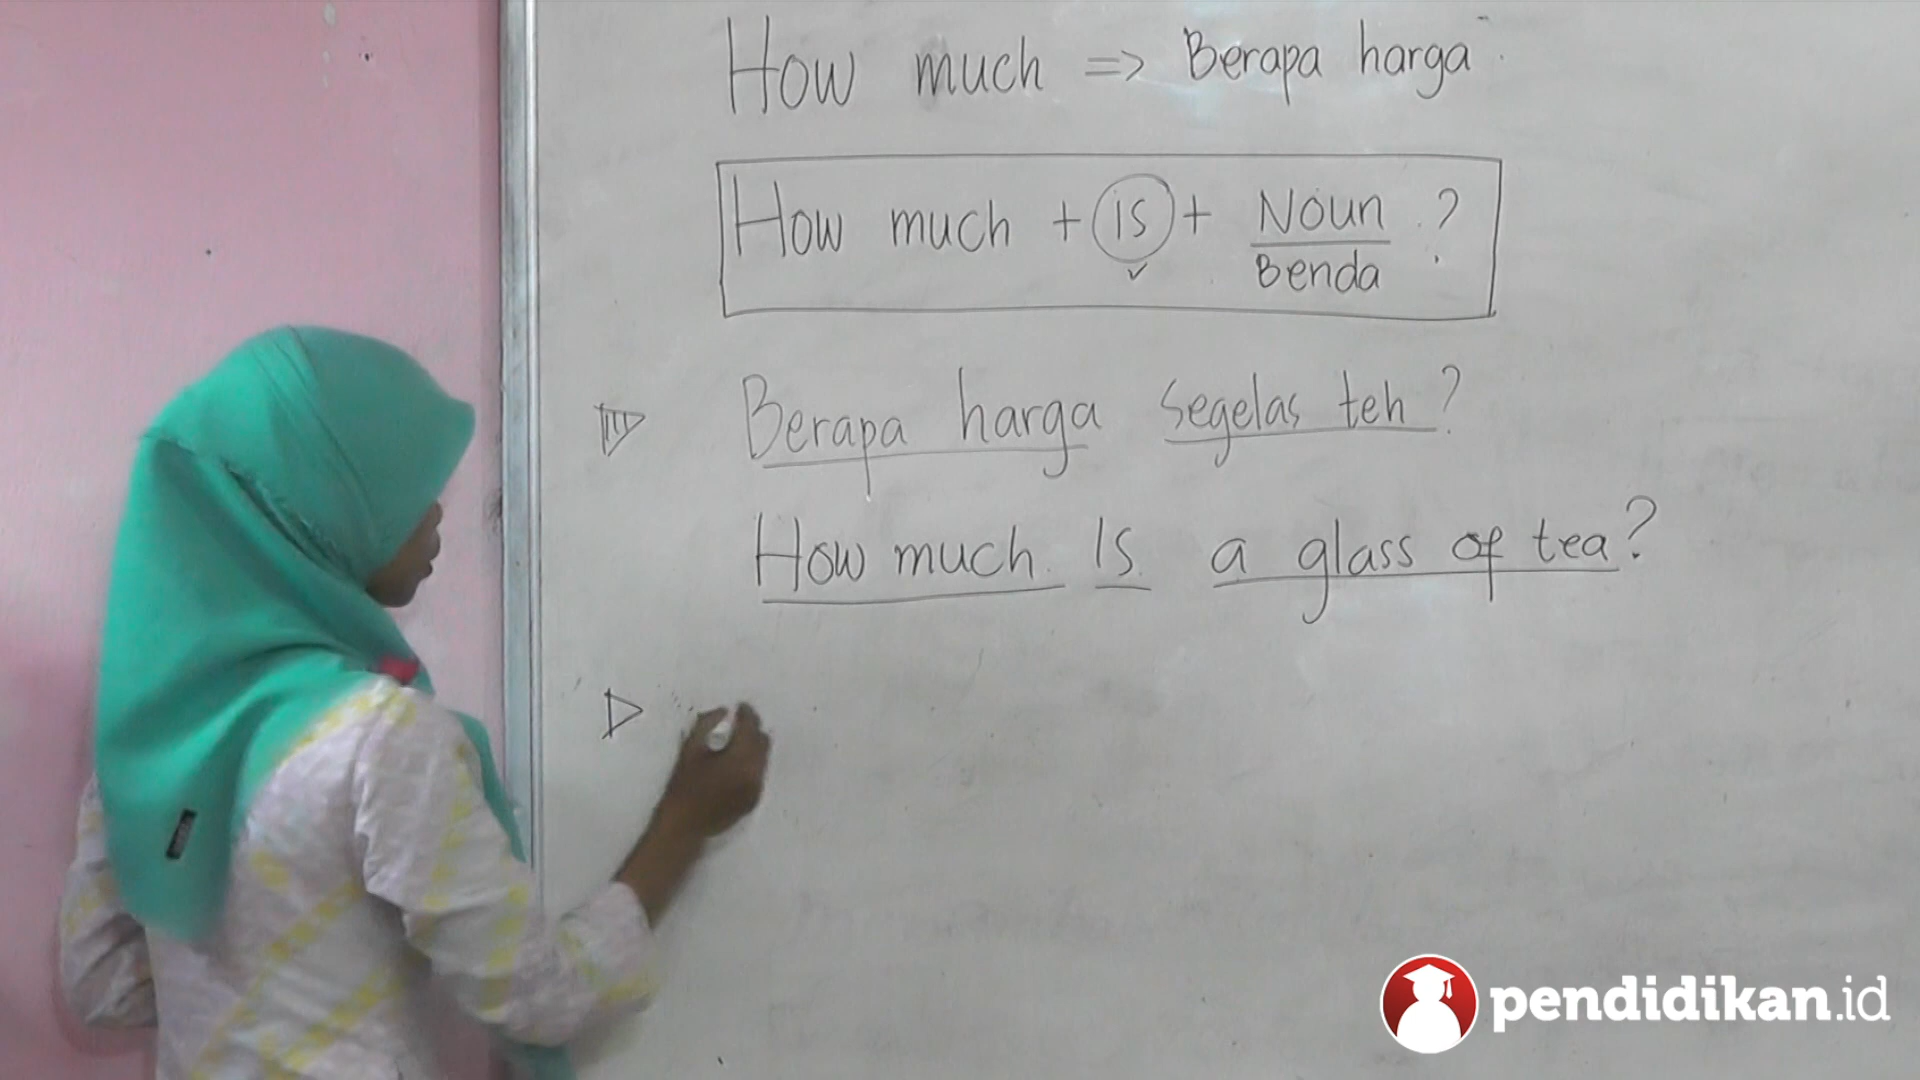 How much => Berapa harga
How much + is + Noun ?
Benda
Berapa harga segelas teh?
How much is a glass of tea?
pendidikan.id